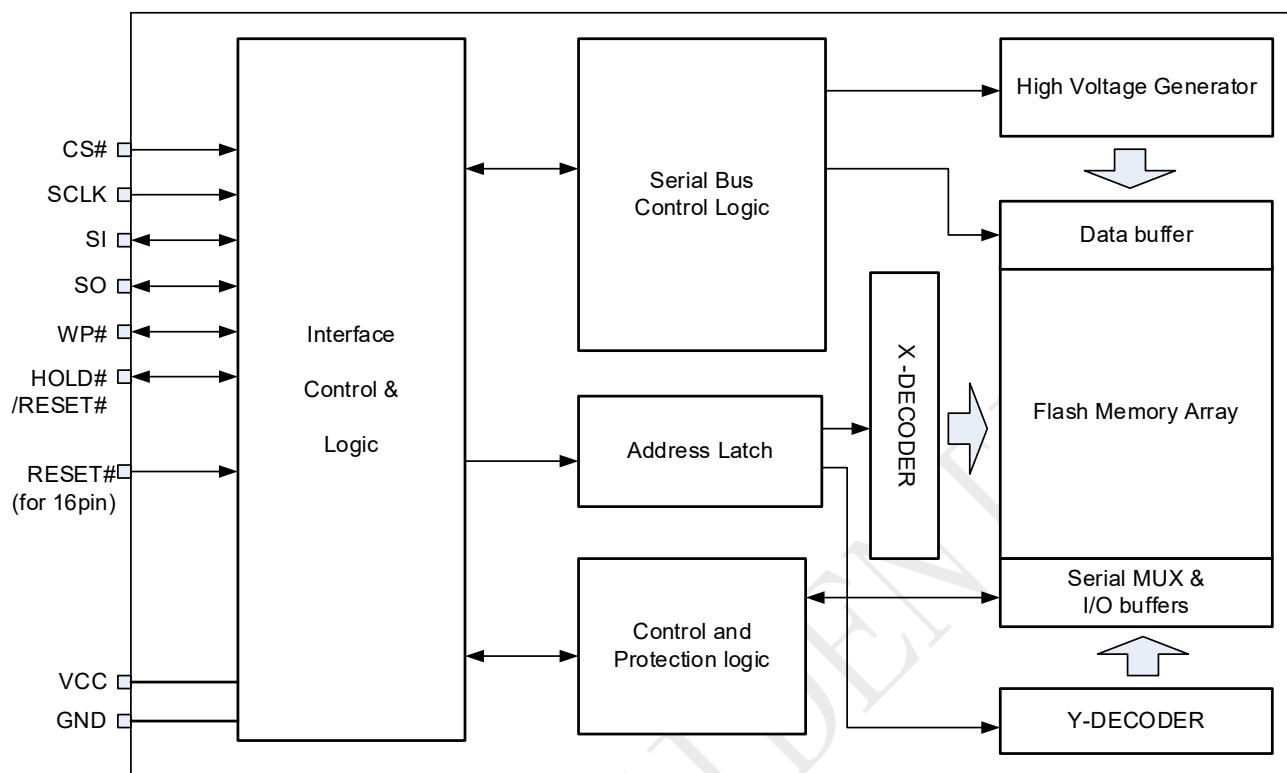 CS#
SCLK
SI
SO
WP#
HOLD#
/RESET#
RESET#
(for 16pin)
VCC
GND
Interface
Control &
Logic
Serial Bus
Control Logic
Address Latch
Control and
Protection logic
X-DECODER
High Voltage Generator
Data buffer
Flash Memory Array
Serial MUX &
I/O buffers
Y-DECODER